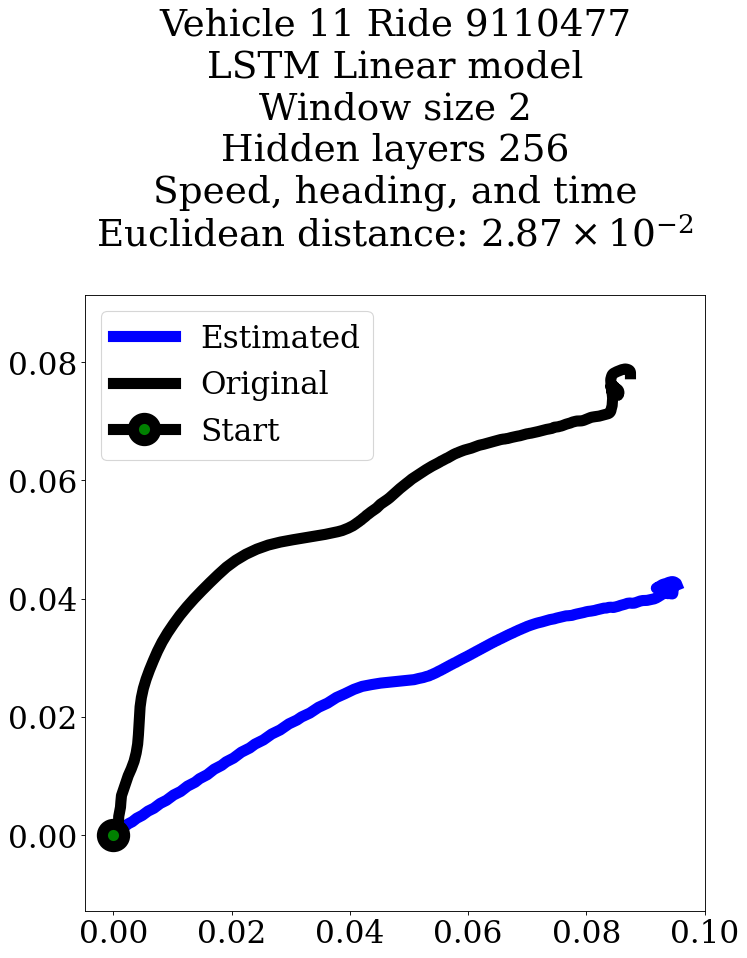 Vehicle 11 Ride 9110477
LSTM Linear model
Window size 2
Hidden layers 256
Speed, heading, and time
Euclidean distance: 2.87 × 10⁻²
Estimated
Original
Start
0.08
0.06
0.04
0.02
0.00
0.00 0.02 0.04 0.06 0.08 0.10